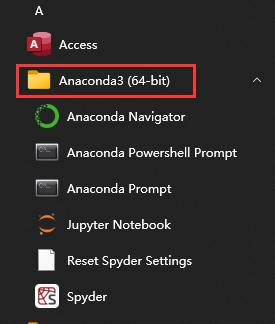 A
Access
Anaconda3 (64-bit)
Anaconda Navigator
Anaconda Powershell Prompt
Anaconda Prompt
Jupyter Notebook
Reset Spyder Settings
Spyder